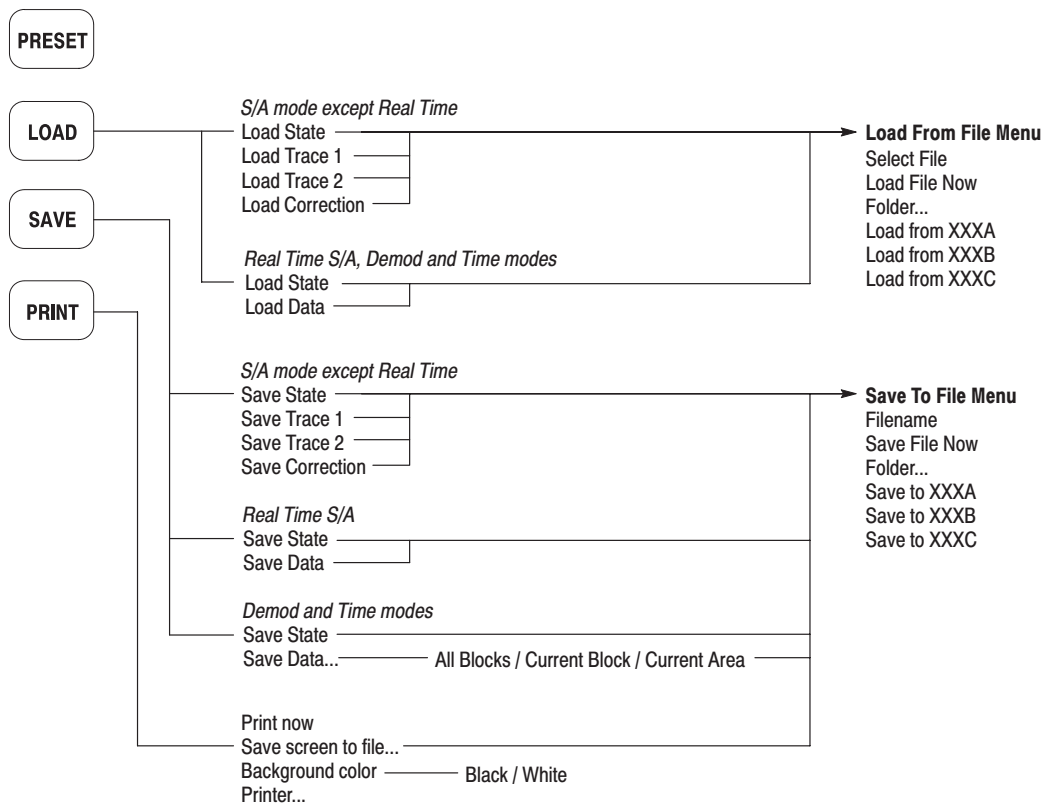 PRESET
LOAD
SAVE
PRINT
S/A mode except Real Time
Load State
Load Trace 1
Load Trace 2
Load Correction
Real Time S/A, Demod and Time modes
Load State
Load Data
Load From File Menu
Select File
Load File Now
Folder...
Load from XXXA
Load from XXXB
Load from XXXC
S/A mode except Real Time
Save State
Save Trace 1
Save Trace 2
Save Correction
Real Time S/A
Save State
Save Data
Demod and Time modes
Save State
Save Data... All Blocks / Current Block / Current Area
Save To File Menu
Filename
Save File Now
Folder...
Save to XXXA
Save to XXXB
Save to XXXC
Print now
Save screen to file...
Background color Black / White
Printer...